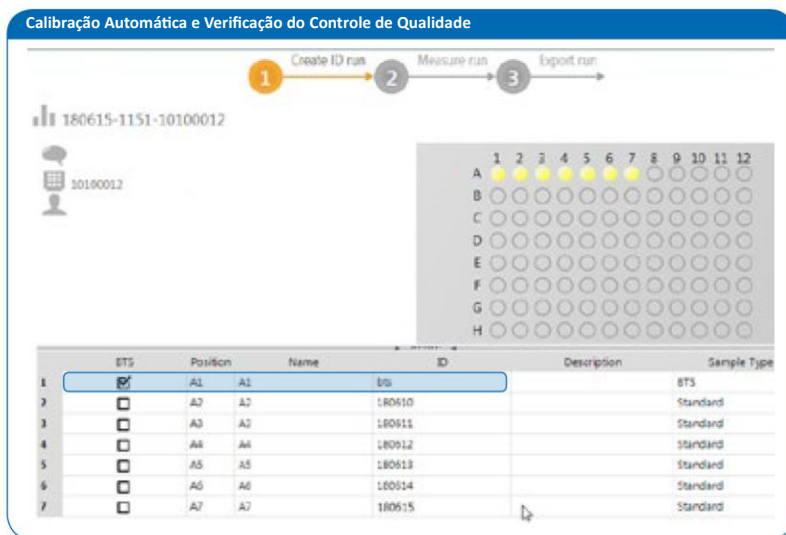 Calibração Automática e Verificação do Controle de Qualidade
Create ID run
Measure run
Export run
1
2
3
180615-1151-10100012
10100012
1 2 3 4 5 6 7 8 9 10 11 12
A
B
C
D
E
F
G
H
BTS Position Name ID Description Sample Type
1 A1 A1 bts BTS
2 A2 A2 180610 Standard
3 A3 A3 180611 Standard
4 A4 A4 180612 Standard
5 A5 A5 180613 Standard
6 A6 A6 180614 Standard
7 A7 A7 180615 Standard